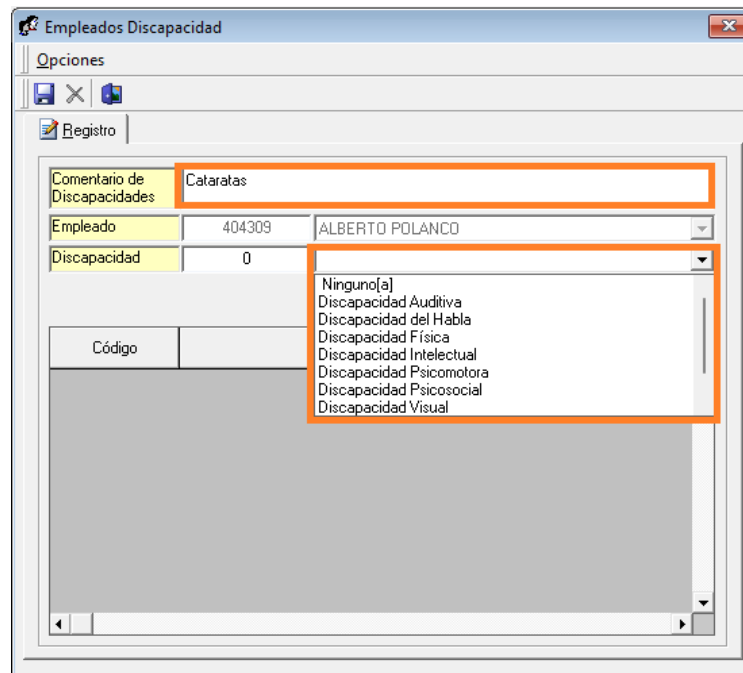 Empleados Discapacidad
Opciones
Registro
Comentario de
Discapacidades
Cataratas
Empleado 404309 ALBERTO POLANCO
Discapacidad 0
Ninguno[a]
Discapacidad Auditiva
Discapacidad del Habla
Discapacidad Física
Discapacidad Intelectual
Discapacidad Psicomotora
Discapacidad Psicosocial
Discapacidad Visual
Código